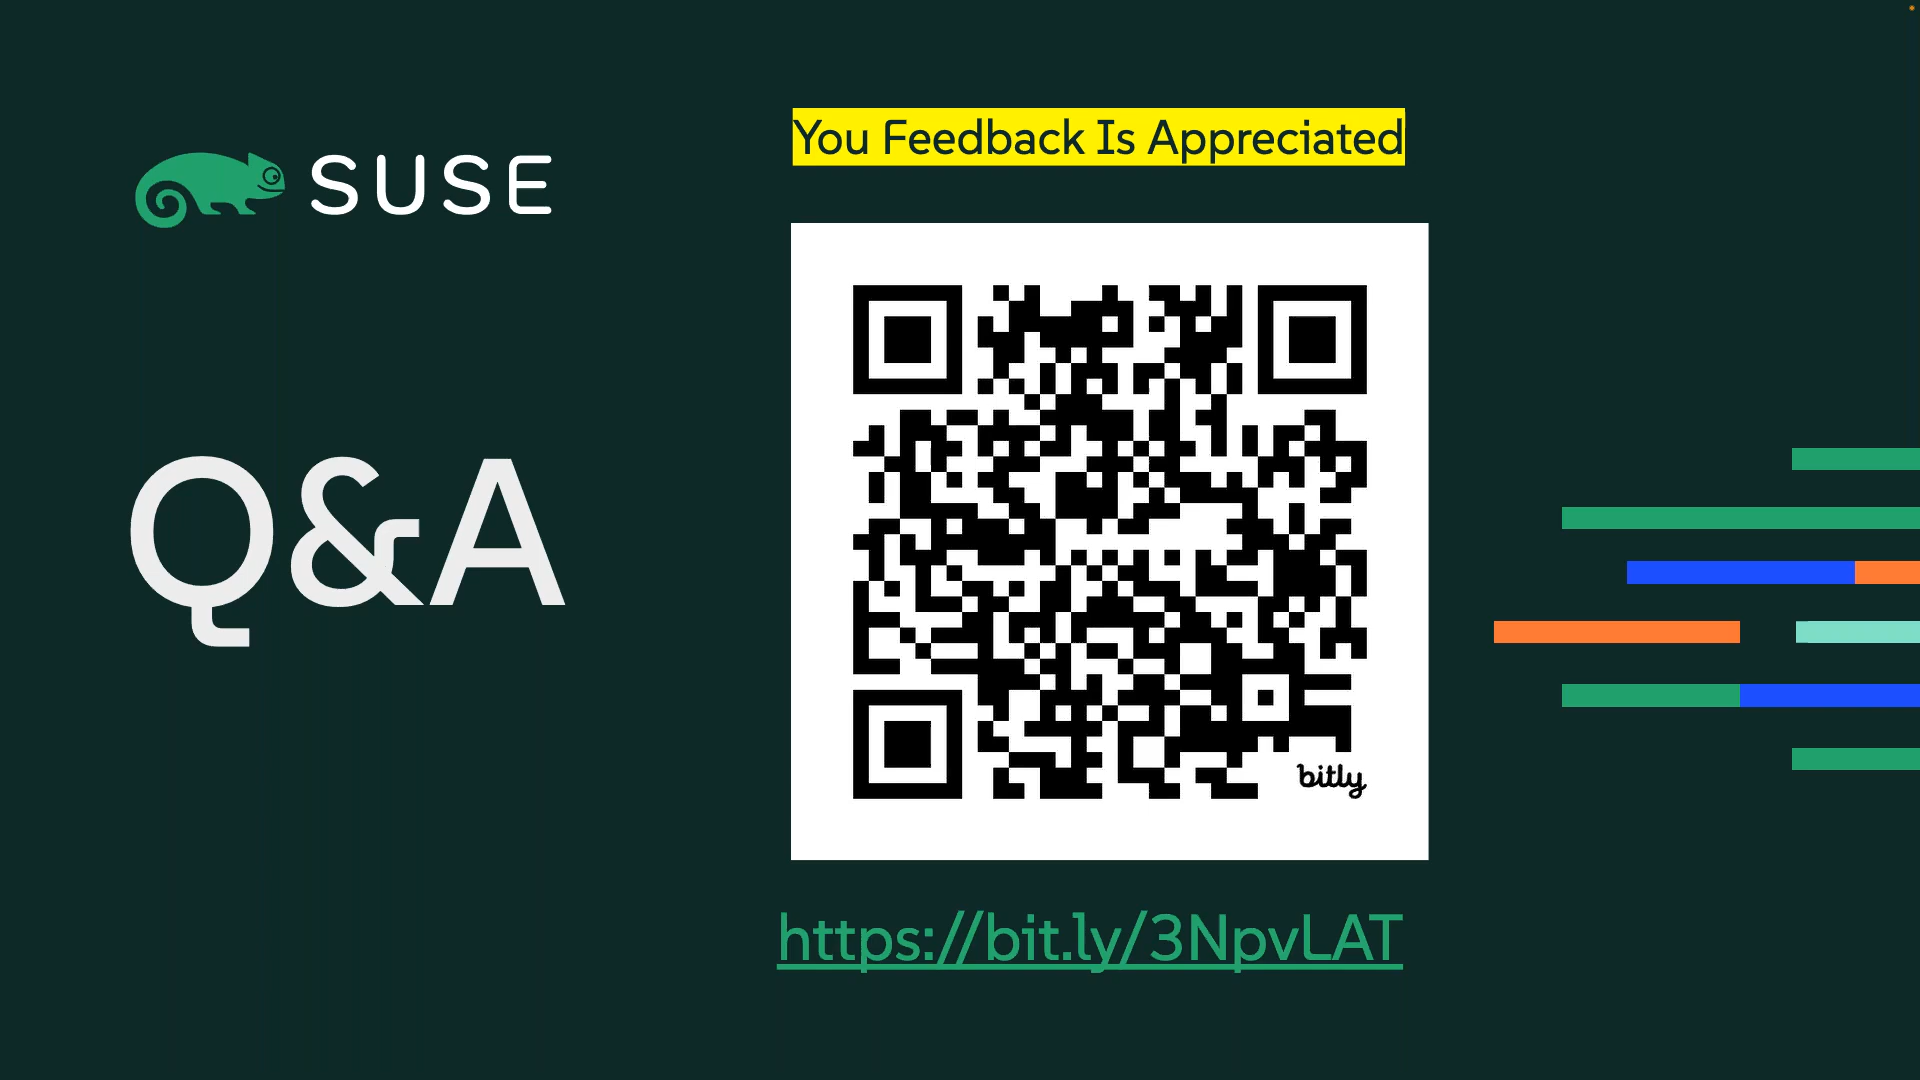 SUSE
Q&A
You Feedback Is Appreciated
bitly
https://bit.ly/3NpvLAT